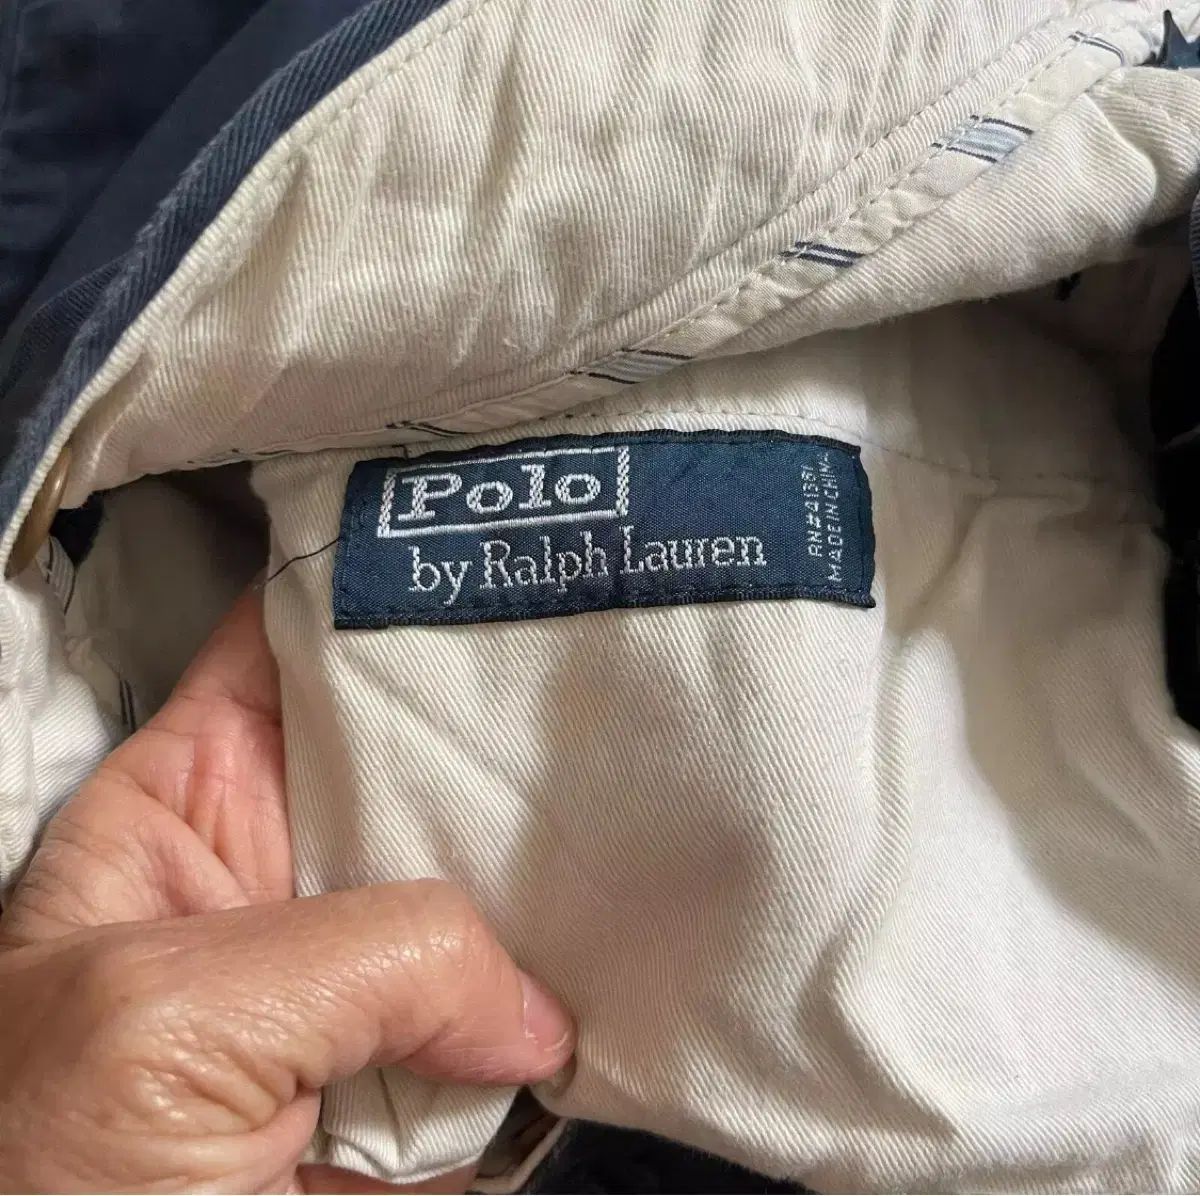 Polo
by Ralph Lauren
RN#41381
MADE IN CHINA